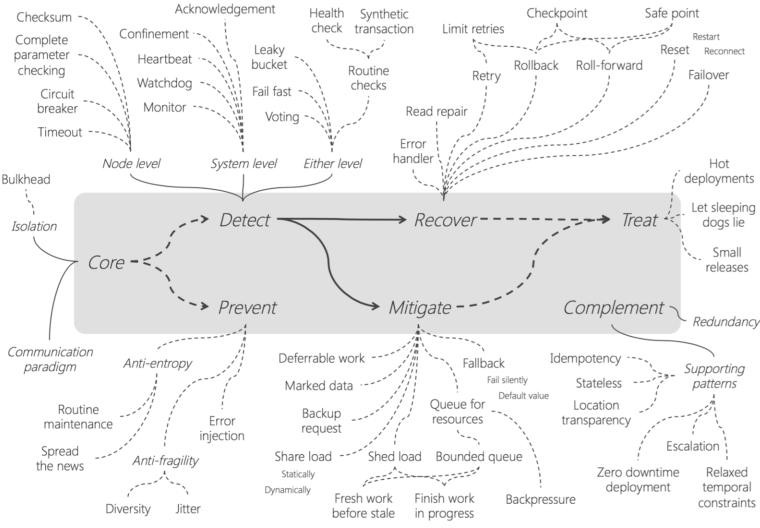 Acknowledgement
Checksum
Complete
parameter
checking
Circuit
breaker
Timeout
Node level
Confinement
Heartbeat
Watchdog
Monitor
System level
Leaky
bucket
Fail fast
Voting
Health
check
Synthetic
transaction
Routine
checks
Either level
Limit retries
Retry
Read repair
Error
handler
Checkpoint
Safe point
Rollback
Roll-forward
Reset
Restart
Reconnect
Failover
Bulkhead
Isolation
Core
Communication
paradigm
Detect
Recover
Treat
Hot
deployments
Let sleeping
dogs lie
Small
releases
Prevent
Mitigate
Complement
Redundancy
Anti-entropy
Routine
maintenance
Spread
the news
Error
injection
Anti-fragility
Diversity
Jitter
Deferrable work
Marked data
Backup
request
Share load
Statically
Dynamically
Shed load
Fallback
Fail silently
Default value
Queue for
resources
Bounded queue
Fresh work
before stale
Finish work
in progress
Backpressure
Idempotency
Stateless
Location
transparency
Supporting
patterns
Escalation
Zero downtime
deployment
Relaxed
temporal
constraints